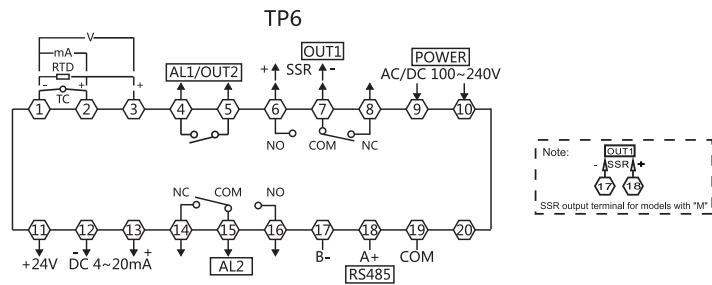 TP6
V
mA
RTD
- + +
TC
AL1/OUT2
OUT1
+ SSR -
POWER
AC/DC 100~240V
1 2 3 4 5 6 7 8 9 10
NO COM NC
NC COM NO
11 12 13 14 15 16 17 18 19 20
+24V
- DC 4~20mA +
AL2
B- A+ COM
RS485
Note:
OUT1
- SSR +
17 18
SSR output terminal for models with "M"